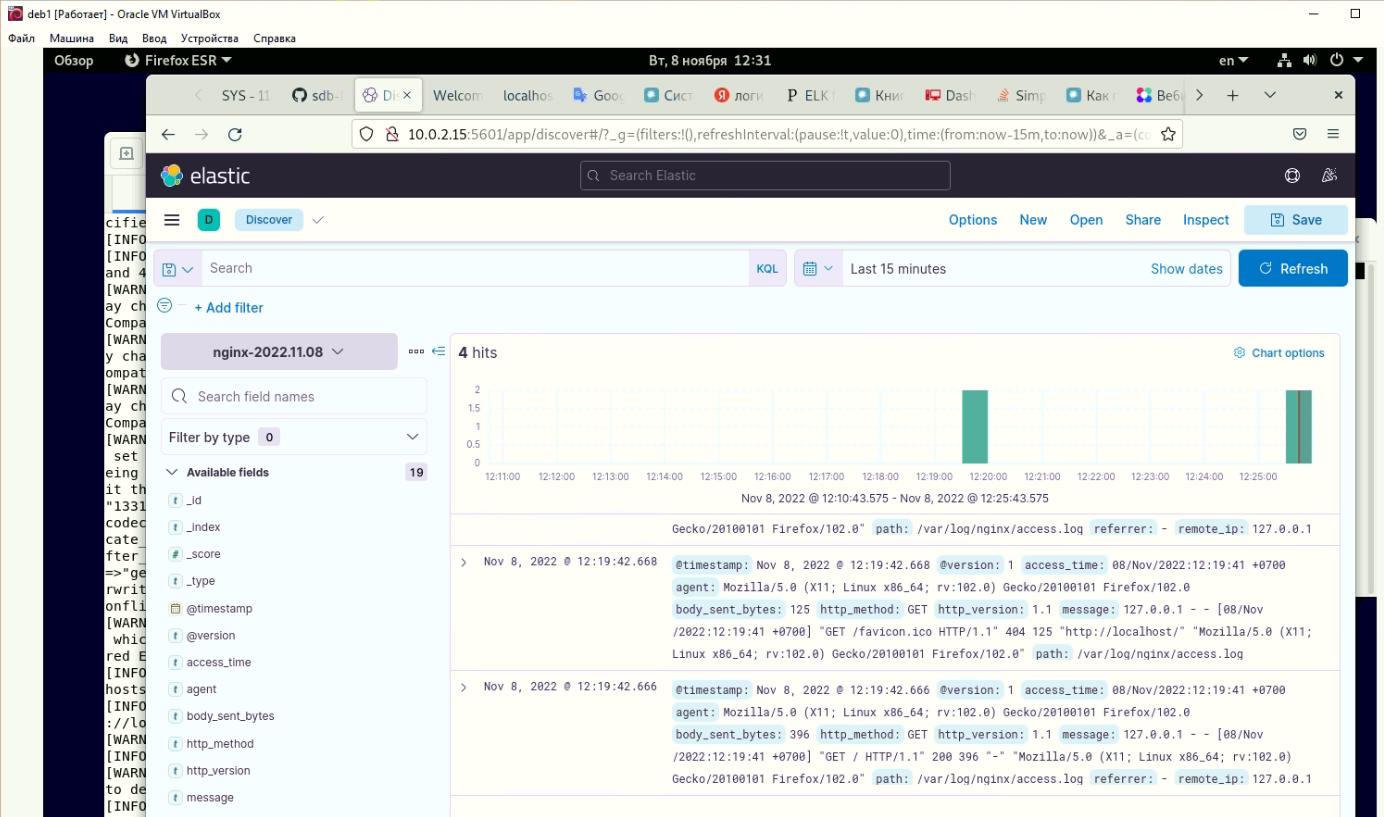 deb1 [Работает] - Oracle VM VirtualBox
Файл Машина Вид Ввод Устройства Справка
Обзор Firefox ESR Вт, 8 ноября 12:31 en
SYS - 11 sdb- Di Welcom localhos Goog Сист логи ELK Книг Dash Simp Как Веб
10.0.2.15:5601/app/discover#/?_g=(filters:!(),refreshInterval:(pause:!t,value:0),time:(from:now-15m,to:now))&_a=(co
elastic Search Elastic
D Discover Options New Open Share Inspect Save
Search KQL Last 15 minutes Show dates Refresh
+ Add filter
nginx-2022.11.08
4 hits Chart options
Search field names
Filter by type 0
Available fields 19
_id
_index
_score
_type
@timestamp
@version
access_time
agent
body_sent_bytes
http_method
http_version
message
2
1.5
1
0.5
0
12:11:00 12:12:00 12:13:00 12:14:00 12:15:00 12:16:00 12:17:00 12:18:00 12:19:00 12:20:00 12:21:00 12:22:00 12:23:00 12:24:00 12:25:00
Nov 8, 2022 @ 12:10:43.575 - Nov 8, 2022 @ 12:25:43.575
Gecko/20100101 Firefox/102.0" path: /var/log/nginx/access.log referrer: - remote_ip: 127.0.0.1
Nov 8, 2022 @ 12:19:42.668 @timestamp: Nov 8, 2022 @ 12:19:42.668 @version: 1 access_time: 08/Nov/2022:12:19:41 +0700
agent: Mozilla/5.0 (X11; Linux x86_64; rv:102.0) Gecko/20100101 Firefox/102.0
body_sent_bytes: 125 http_method: GET http_version: 1.1 message: 127.0.0.1 - - [08/Nov
/2022:12:19:41 +0700] "GET /favicon.ico HTTP/1.1" 404 125 "http://localhost/" "Mozilla/5.0 (X11;
Linux x86_64; rv:102.0) Gecko/20100101 Firefox/102.0" path: /var/log/nginx/access.log
Nov 8, 2022 @ 12:19:42.666 @timestamp: Nov 8, 2022 @ 12:19:42.666 @version: 1 access_time: 08/Nov/2022:12:19:41 +0700
agent: Mozilla/5.0 (X11; Linux x86_64; rv:102.0) Gecko/20100101 Firefox/102.0
body_sent_bytes: 396 http_method: GET http_version: 1.1 message: 127.0.0.1 - - [08/Nov
/2022:12:19:41 +0700] "GET / HTTP/1.1" 200 396 "-" "Mozilla/5.0 (X11; Linux x86_64; rv:102.0)
Gecko/20100101 Firefox/102.0" path: /var/log/nginx/access.log referrer: - remote_ip: 127.0.0.1
cifie
[INFO
[INFO
and 4
[WARN
ay ch
Compa
[WARN
y cha
ompat
[WARN
ay ch
Compa
[WARN
set
eing
it th
"1331
codec
cate_
fter_
=>"ge
rwrit
onfli
[WARN
whic
red E
[INFO
hosts
[INFO
://lo
[WARN
[INFO
[WARN
to de
[INFO